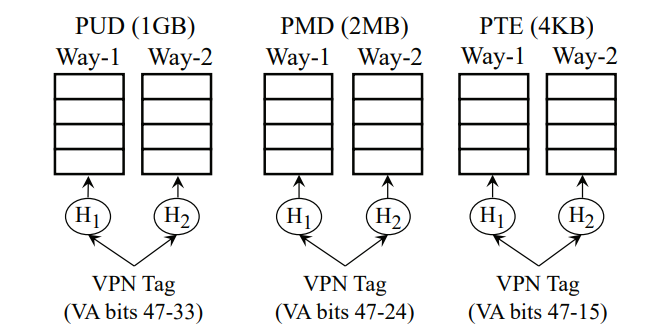 PUD (1GB) PMD (2MB) PTE (4KB)
Way-1 Way-2 Way-1 Way-2 Way-1 Way-2
H1 H2 H1 H2 H1 H2
VPN Tag VPN Tag VPN Tag
(VA bits 47-33) (VA bits 47-24) (VA bits 47-15)